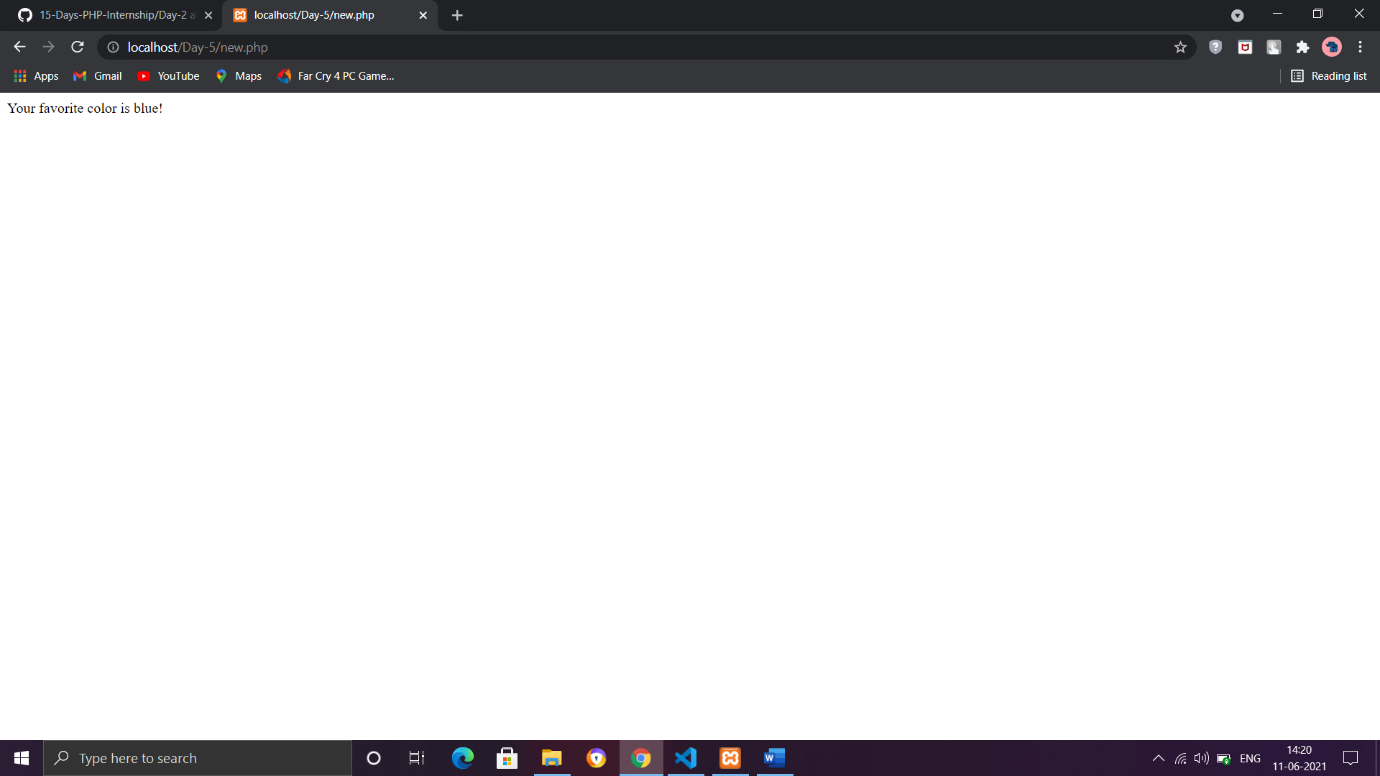 15-Days-PHP-Internship/Day-2 a
localhost/Day-5/new.php
localhost/Day-5/new.php
Apps
Gmail
YouTube
Maps
Far Cry 4 PC Game...
Reading list
Your favorite color is blue!
Type here to search
ENG
14:20
11-06-2021